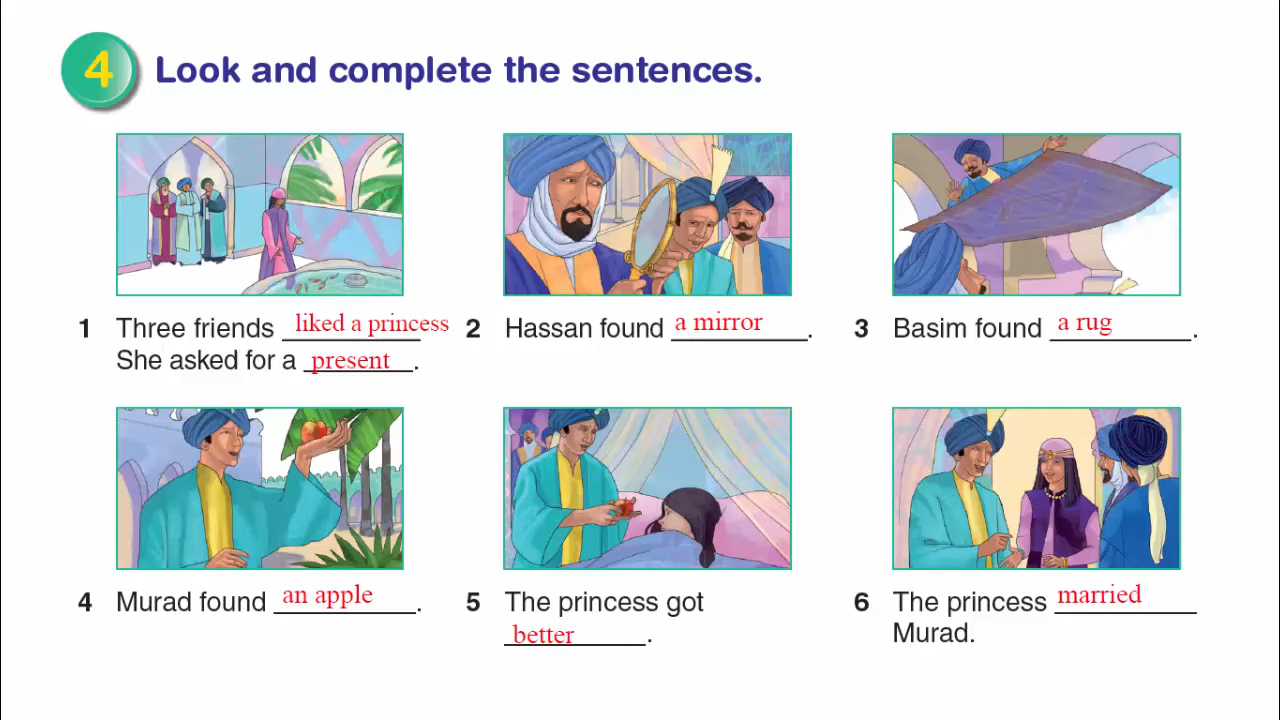 4 Look and complete the sentences.
1 Three friends liked a princess
She asked for a present.
2 Hassan found a mirror.
3 Basim found a rug.
4 Murad found an apple.
5 The princess got
better.
6 The princess married
Murad.